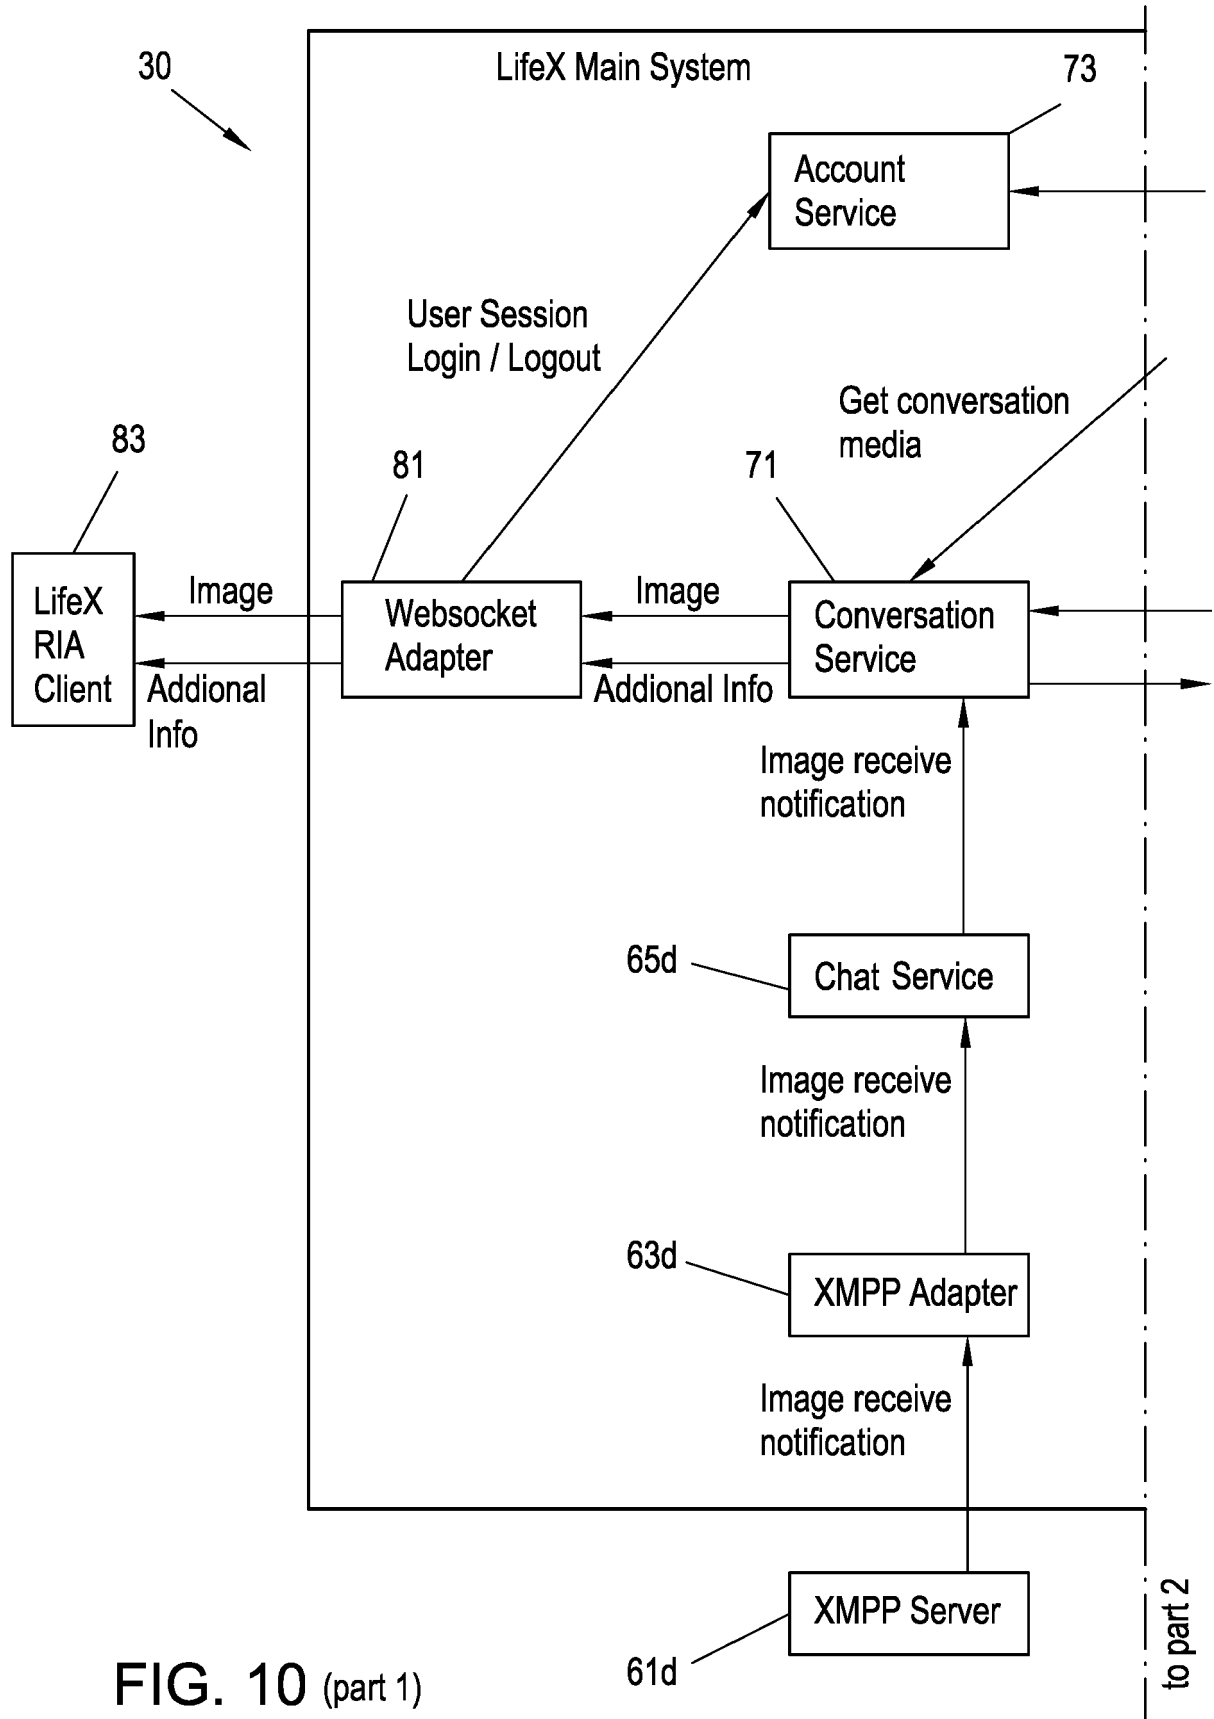 LifeX Main System
30
73
Account
Service
User Session
Login / Logout
Get conversation
media
83
81
71
LifeX
RIA
Client
Image
Addional
Info
Websocket
Adapter
Image
Addional Info
Conversation
Service
Image receive
notification
65d
Chat Service
Image receive
notification
63d
XMPP Adapter
Image receive
notification
XMPP Server
61d
to part 2
FIG. 10 (part 1)